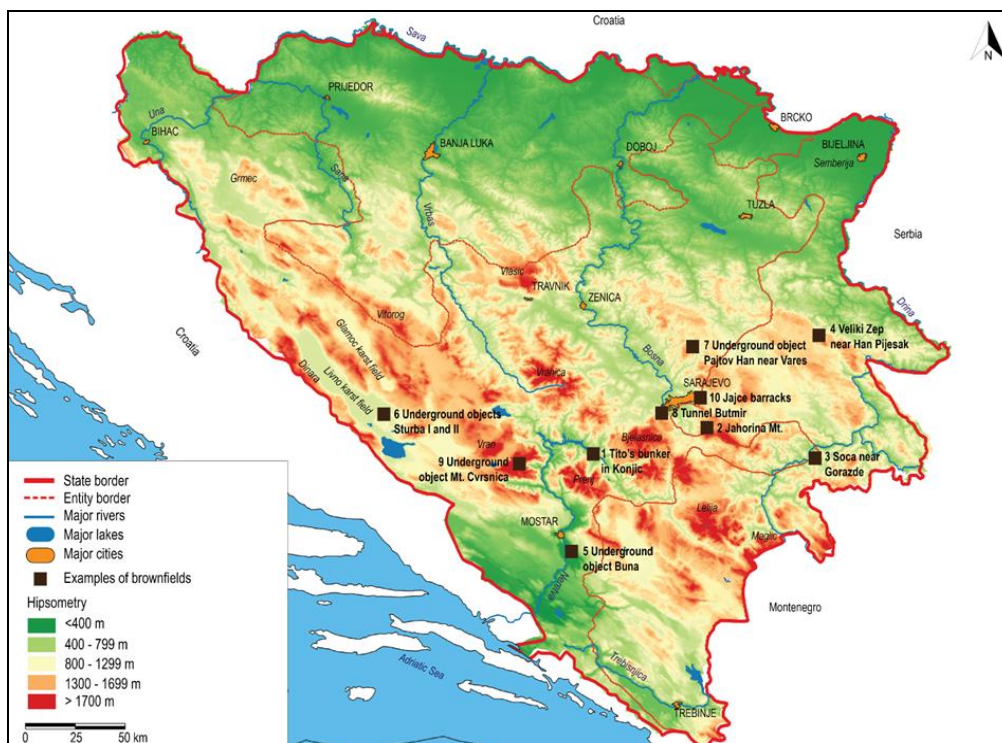 Croatia
Sava
N
PRIJEDOR
BRCKO
Una
BIHAC
BANJA LUKA
DOBOJ
BIJELJINA
Semberija
Sana
Grmec
Vrbas
TUZLA
Serbia
Vlasic
TRAVNIK
ZENICA
Drina
Vitorog
Bosna
4 Veliki Zep
near Han Pijesak
Croatia
Glamoc karst field
7 Underground object
Pajtov Han near Vares
Dinara
Livno karst field
Vranica
SARAJEVO
10 Jajce barracks
6 Underground objects
Sturba I and II
8 Tunnel Butmir
2 Jahorina Mt.
Bjelasnica
Vran
9 Underground
object Mt. Cvrsnica
1 Tito's bunker
in Konjic
3 Soca near
Gorazde
Prenj
Lelija
MOSTAR
Maglic
5 Underground
object Buna
Neretva
Montenegro
Trebisnjica
Adriatic Sea
TREBINJE
State border
Entity border
Major rivers
Major lakes
Major cities
Examples of brownfields
Hipsometry
<400 m
400 - 799 m
800 - 1299 m
1300 - 1699 m
> 1700 m
0 25 50 km